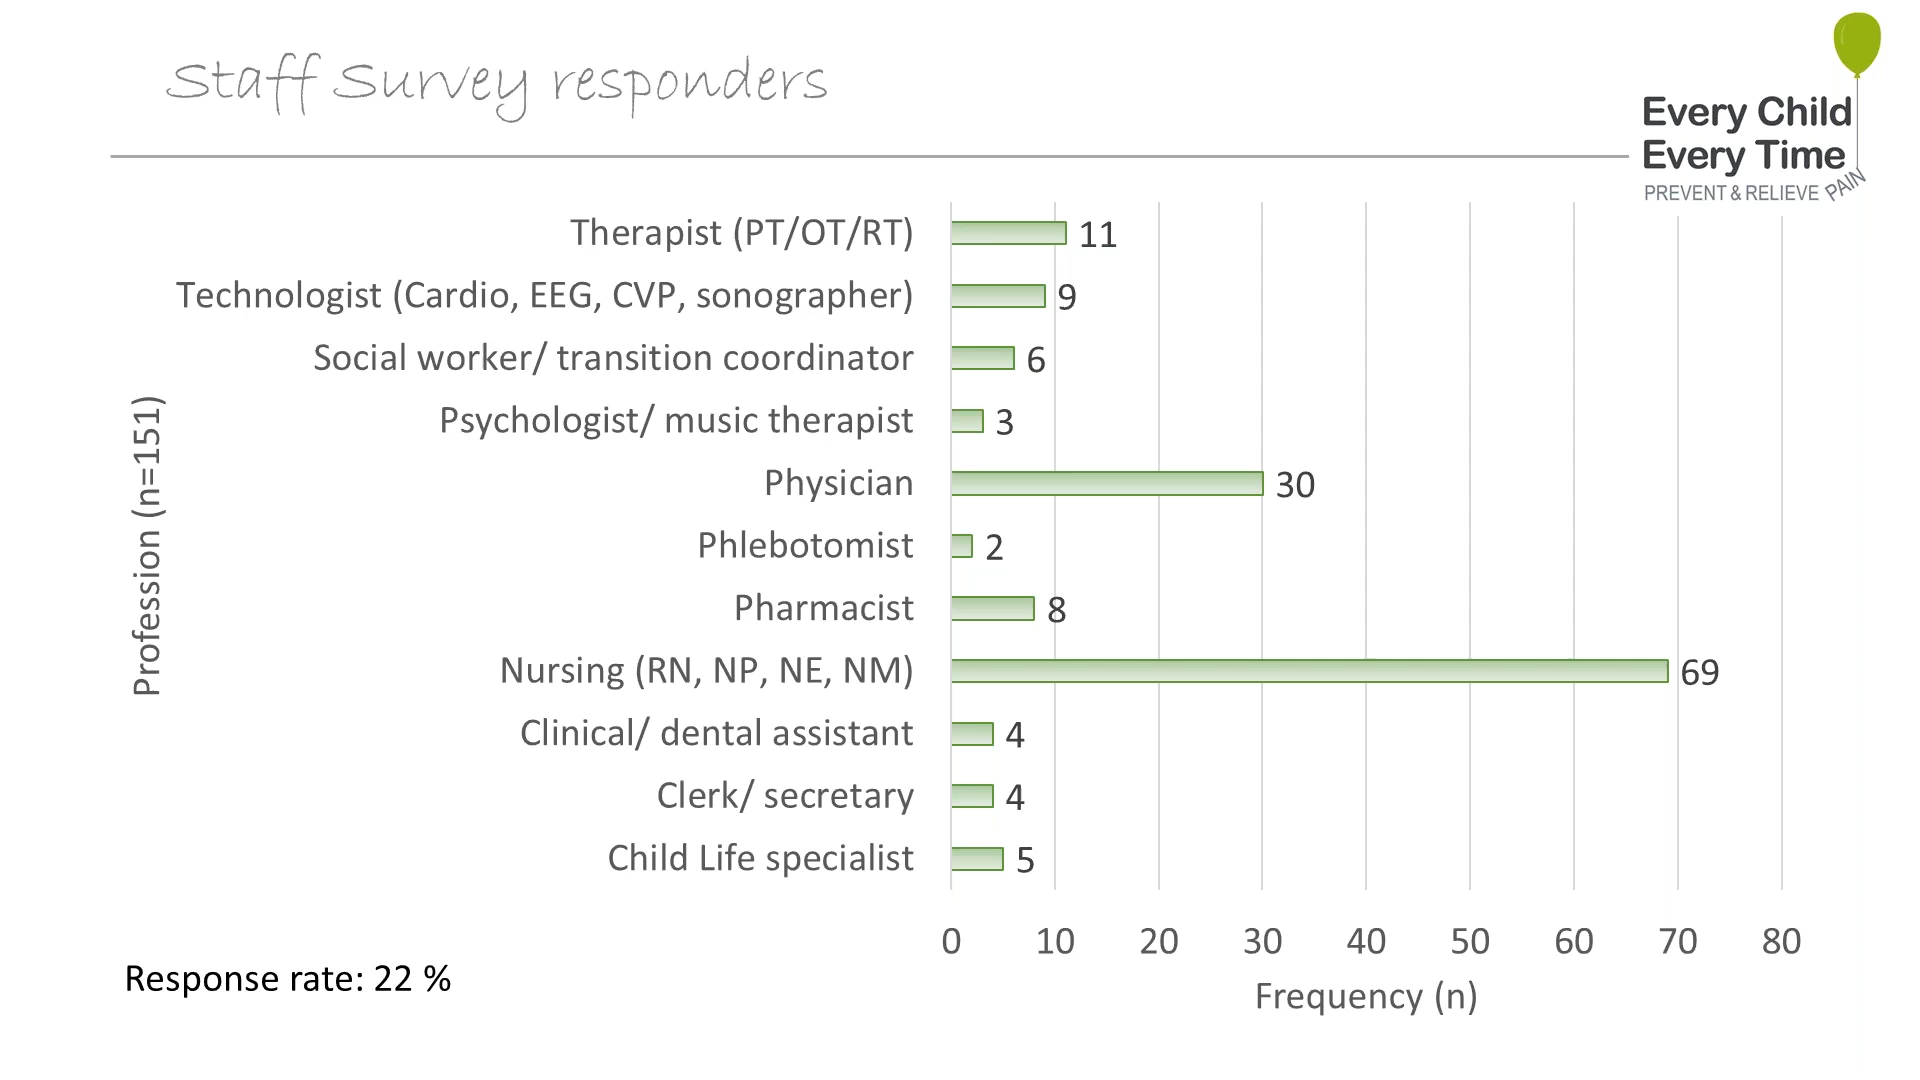 Staff Survey responders
Every Child
Every Time
PREVENT & RELIEVE PAIN
Profession (n=151)
Therapist (PT/OT/RT) 11
Technologist (Cardio, EEG, CVP, sonographer) 9
Social worker/ transition coordinator 6
Psychologist/ music therapist 3
Physician 30
Phlebotomist 2
Pharmacist 8
Nursing (RN, NP, NE, NM) 69
Clinical/ dental assistant 4
Clerk/ secretary 4
Child Life specialist 5
0 10 20 30 40 50 60 70 80
Frequency (n)
Response rate: 22 %